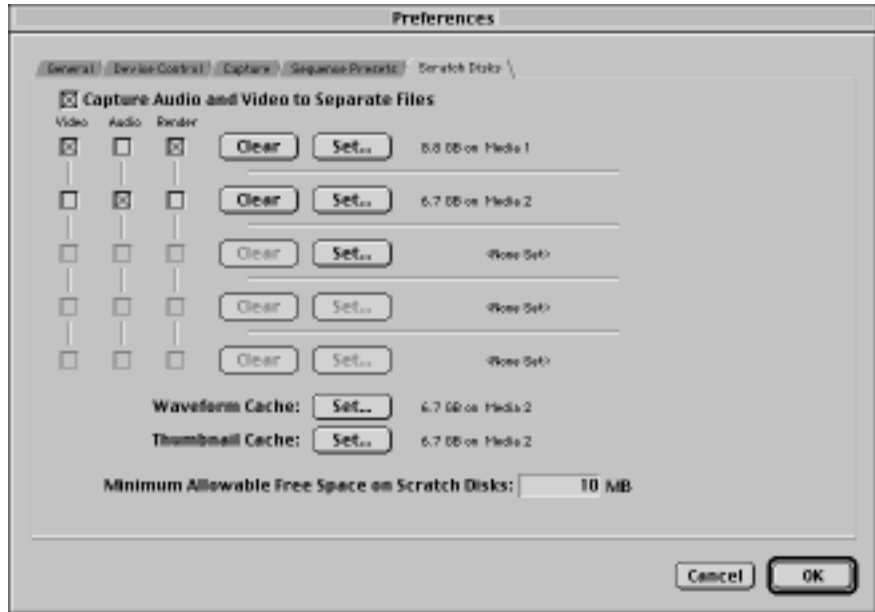 Preferences
General Device Control Capture Sequence Presets Scratch Disks
Capture Audio and Video to Separate Files
Video Audio Render
Clear Set... 8.8 GB on Media 1
Clear Set... 6.7 GB on Media 2
Clear Set... <None Set>
Clear Set... <None Set>
Clear Set... <None Set>
Waveform Cache: Set... 6.7 GB on Media 2
Thumbnail Cache: Set... 6.7 GB on Media 2
Minimum Allowable Free Space on Scratch Disks: 10 MB
Cancel OK